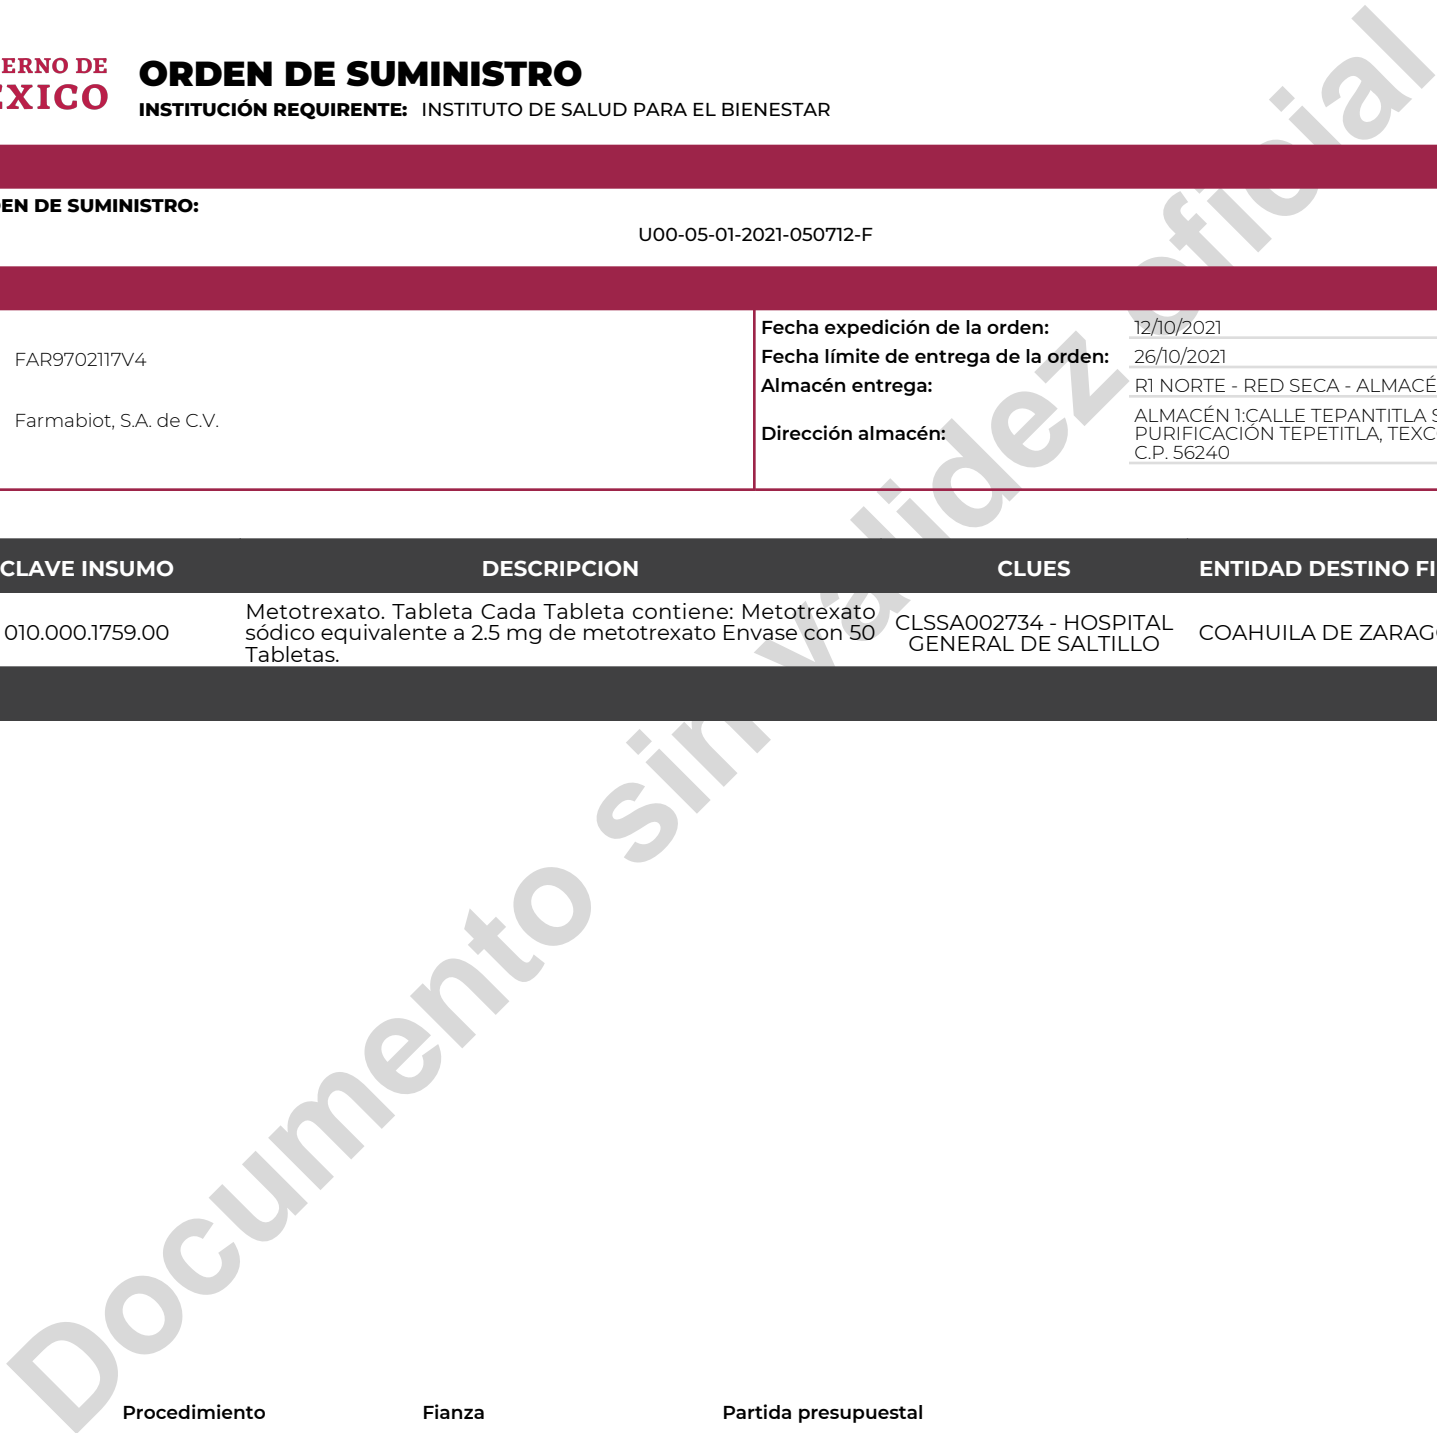 ERNO DE
EXICO
ORDEN DE SUMINISTRO
INSTITUCIÓN REQUIRENTE: INSTITUTO DE SALUD PARA EL BIENESTAR
EN DE SUMINISTRO:
U00-05-01-2021-050712-F
FAR9702117V4
Farmabiot, S.A. de C.V.
Fecha expedición de la orden: 12/10/2021
Fecha límite de entrega de la orden: 26/10/2021
Almacén entrega: R1 NORTE - RED SECA - ALMACÉ
Dirección almacén:
ALMACÉN 1:CALLE TEPANTITLA S
PURIFICACIÓN TEPETITLA, TEXC
C.P. 56240
CLAVE INSUMO DESCRIPCION CLUES ENTIDAD DESTINO FI
010.000.1759.00
Metotrexato. Tableta Cada Tableta contiene: Metotrexato
sódico equivalente a 2.5 mg de metotrexato Envase con 50
Tabletas.
CLSSA002734 - HOSPITAL
GENERAL DE SALTILLO
COAHUILA DE ZARAG
Documento sin validez oficial
Procedimiento Fianza Partida presupuestal